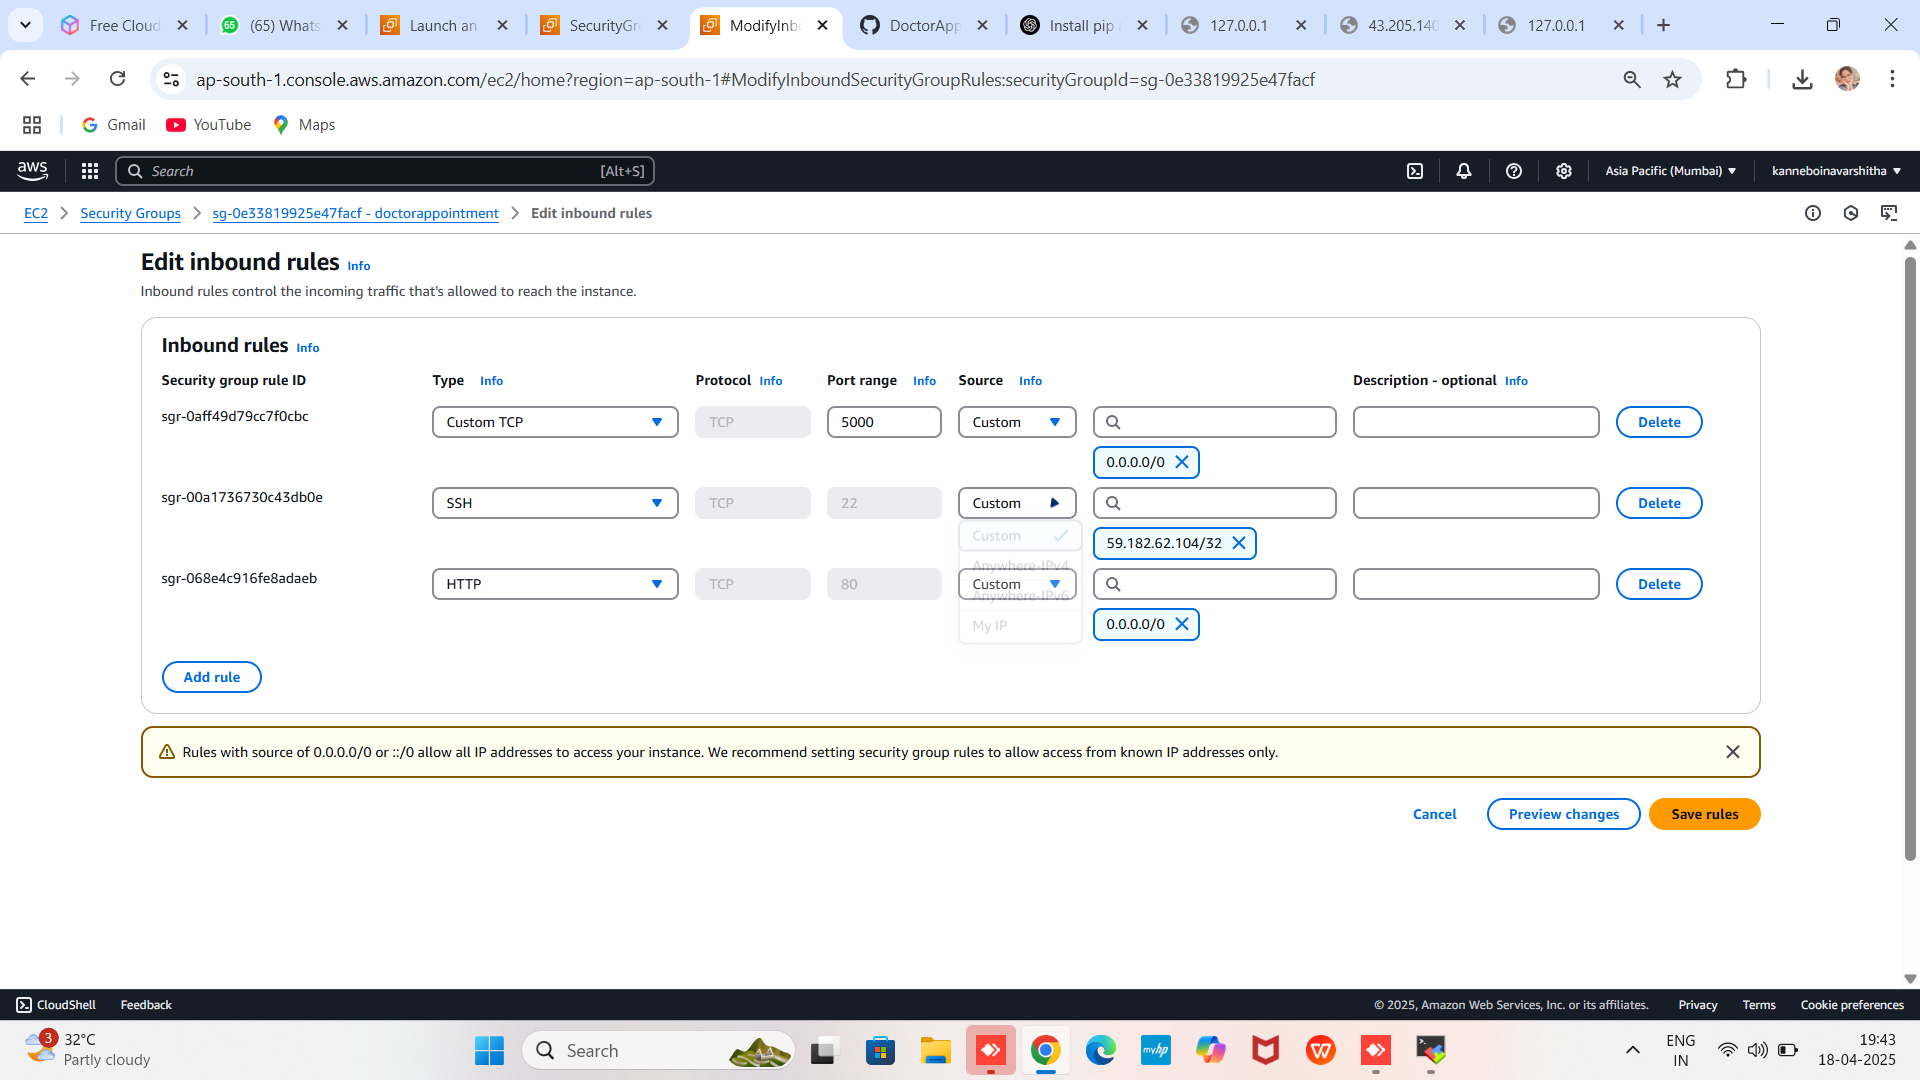 Free Cloud
(65) Whats
Launch an
SecurityGr
ModifyInb
DoctorApp
Install pip
127.0.0.1
43.205.140
127.0.0.1
ap-south-1.console.aws.amazon.com/ec2/home?region=ap-south-1#ModifyInboundSecurityGroupRules:securityGroupId=sg-0e33819925e47facf
Gmail
YouTube
Maps
aws
Search
[Alt+S]
Asia Pacific (Mumbai)
kanneboinavarshitha
EC2
Security Groups
sg-0e33819925e47facf - doctorappointment
Edit inbound rules
Edit inbound rules Info
Inbound rules control the incoming traffic that's allowed to reach the instance.
Inbound rules Info
Security group rule ID
Type Info
Protocol Info
Port range Info
Source Info
Description - optional Info
sgr-0aff49d79cc7f0cbc
Custom TCP
TCP
5000
Custom
Delete
0.0.0.0/0
sgr-00a1736730c43db0e
SSH
TCP
22
Custom
Delete
Custom
59.182.62.104/32
Anywhere-IPv4
sgr-068e4c916fe8adaeb
HTTP
TCP
80
Custom
Delete
Anywhere-IPv6
My IP
0.0.0.0/0
Add rule
Rules with source of 0.0.0.0/0 or ::/0 allow all IP addresses to access your instance. We recommend setting security group rules to allow access from known IP addresses only.
Cancel
Preview changes
Save rules
CloudShell
Feedback
© 2025, Amazon Web Services, Inc. or its affiliates.
Privacy
Terms
Cookie preferences
3
32°C
Partly cloudy
Search
myhp
ENG
IN
19:43
18-04-2025